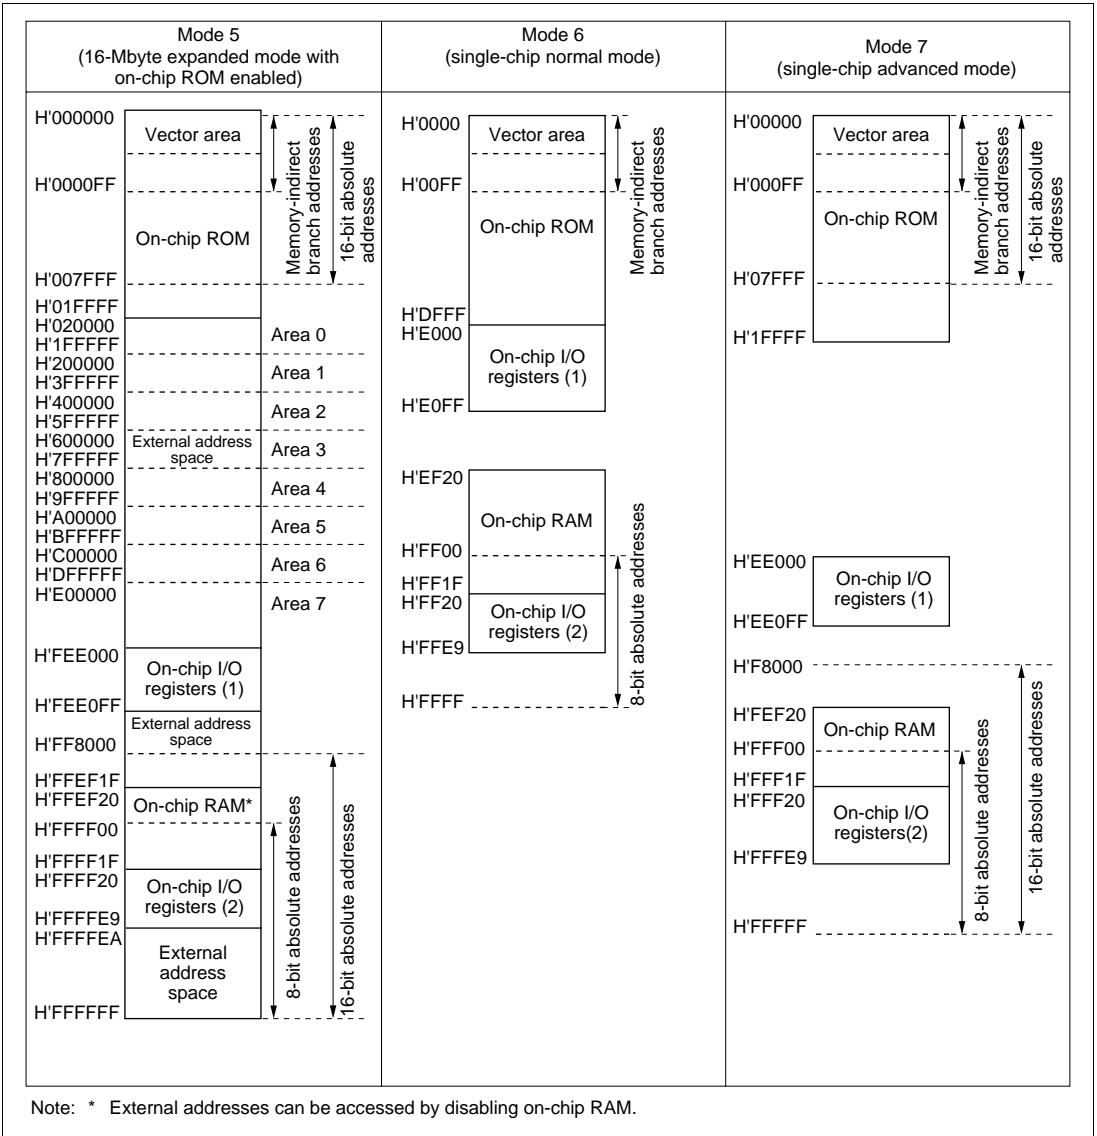 Mode 5
(16-Mbyte expanded mode with
on-chip ROM enabled)
H'000000
Vector area
H'0000FF
On-chip ROM
H'007FFF
H'01FFFF
H'020000
H'1FFFFF
H'200000
H'3FFFFF
H'400000
H'5FFFFF
H'600000
H'7FFFFF
H'800000
H'9FFFFF
H'A00000
H'BFFFFF
H'C00000
H'DFFFFF
H'E00000
External address
space
Area 0
Area 1
Area 2
Area 3
Area 4
Area 5
Area 6
Area 7
Memory-indirect
branch addresses
16-bit absolute
addresses
H'FEE000
On-chip I/O
registers (1)
H'FEE0FF
External address
space
H'FF8000
H'FFEF1F
H'FFEF20
On-chip RAM*
H'FFFF00
H'FFFF1F
H'FFFF20
On-chip I/O
registers (2)
H'FFFFE9
H'FFFFEA
External
address
space
H'FFFFFF
8-bit absolute addresses
16-bit absolute addresses
Mode 6
(single-chip normal mode)
H'0000
Vector area
H'00FF
On-chip ROM
Memory-indirect
branch addresses
H'DFFF
H'E000
On-chip I/O
registers (1)
H'E0FF
H'EF20
On-chip RAM
H'FF00
H'FF1F
H'FF20
On-chip I/O
registers (2)
H'FFE9
H'FFFF
8-bit absolute addresses
Mode 7
(single-chip advanced mode)
H'00000
Vector area
H'000FF
On-chip ROM
H'07FFF
H'1FFFF
Memory-indirect
branch addresses
16-bit absolute
addresses
H'EE000
On-chip I/O
registers (1)
H'EE0FF
H'F8000
H'FEF20
On-chip RAM
H'FFF00
H'FFF1F
H'FFF20
On-chip I/O
registers(2)
H'FFFE9
H'FFFFF
8-bit absolute addresses
16-bit absolute addresses
Note: * External addresses can be accessed by disabling on-chip RAM.